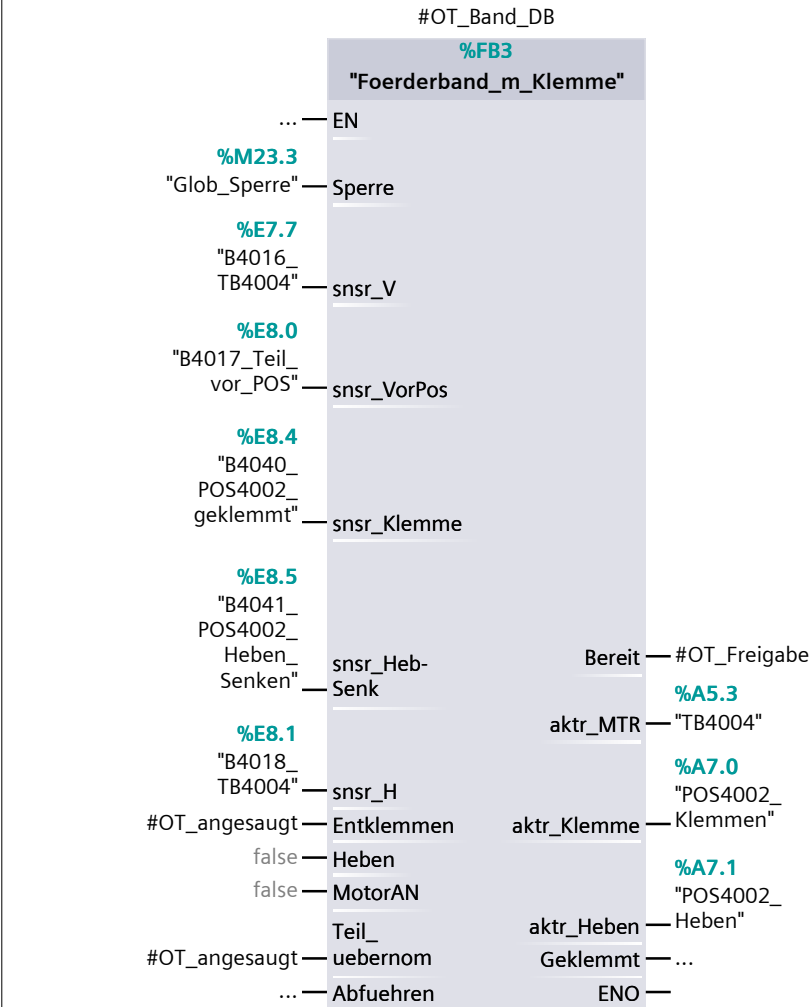 #OT_Band_DB
%FB3
"Foerderband_m_Klemme"
... EN
%M23.3
"Glob_Sperre" Sperre
%E7.7
"B4016_
TB4004" snsr_V
%E8.0
"B4017_Teil_
vor_POS" snsr_VorPos
%E8.4
"B4040_
POS4002_
geklemmt" snsr_Klemme
%E8.5
"B4041_
POS4002_
Heben_
Senken" snsr_Heb-
Senk
Bereit #OT_Freigabe
%A5.3
aktr_MTR "TB4004"
%E8.1
"B4018_
TB4004" snsr_H
%A7.0
"POS4002_
Klemmen"
#OT_angesaugt Entklemmen aktr_Klemme
false Heben
%A7.1
"POS4002_
Heben"
false MotorAN
aktr_Heben
Teil_
#OT_angesaugt uebernom Geklemmt ...
... Abfuehren ENO